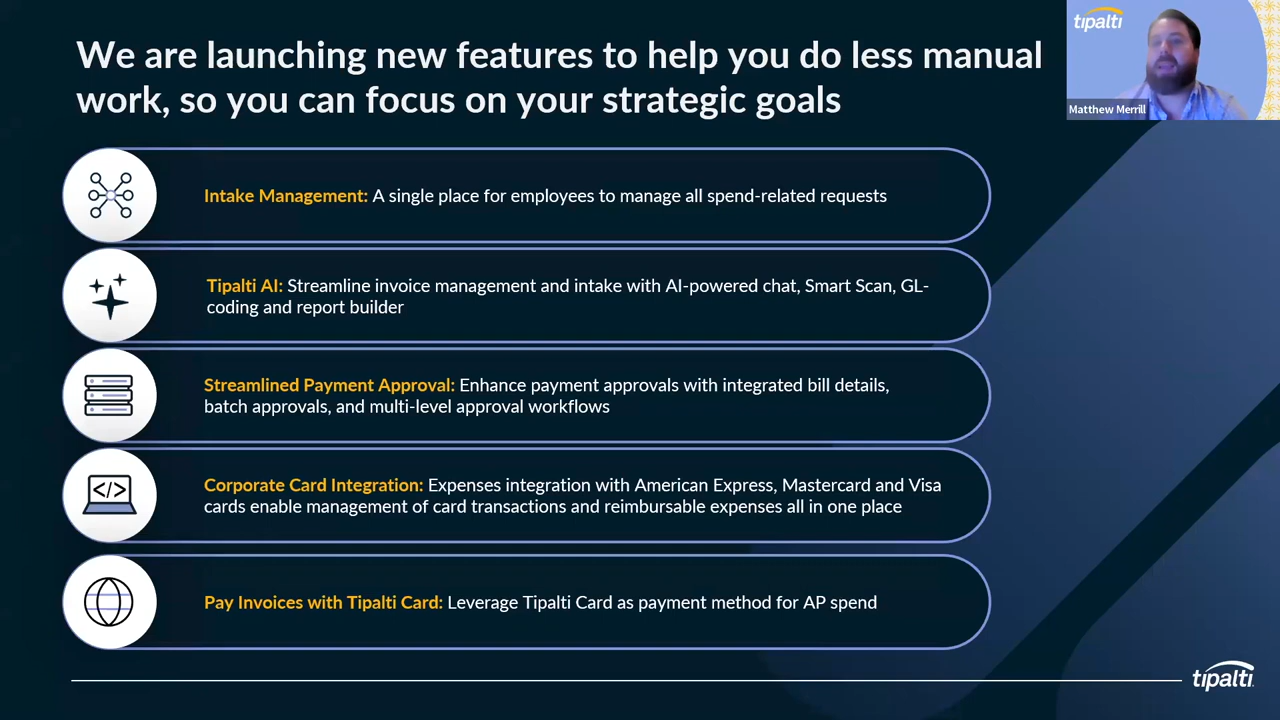 We are launching new features to help you do less manual
work, so you can focus on your strategic goals
tipalti
Matthew Merrill
Intake Management: A single place for employees to manage all spend-related requests
Tipalti AI: Streamline invoice management and intake with AI-powered chat, Smart Scan, GL-
coding and report builder
Streamlined Payment Approval: Enhance payment approvals with integrated bill details,
batch approvals, and multi-level approval workflows
</>
Corporate Card Integration: Expenses integration with American Express, Mastercard and Visa
cards enable management of card transactions and reimbursable expenses all in one place
Pay Invoices with Tipalti Card: Leverage Tipalti Card as payment method for AP spend
tipalti